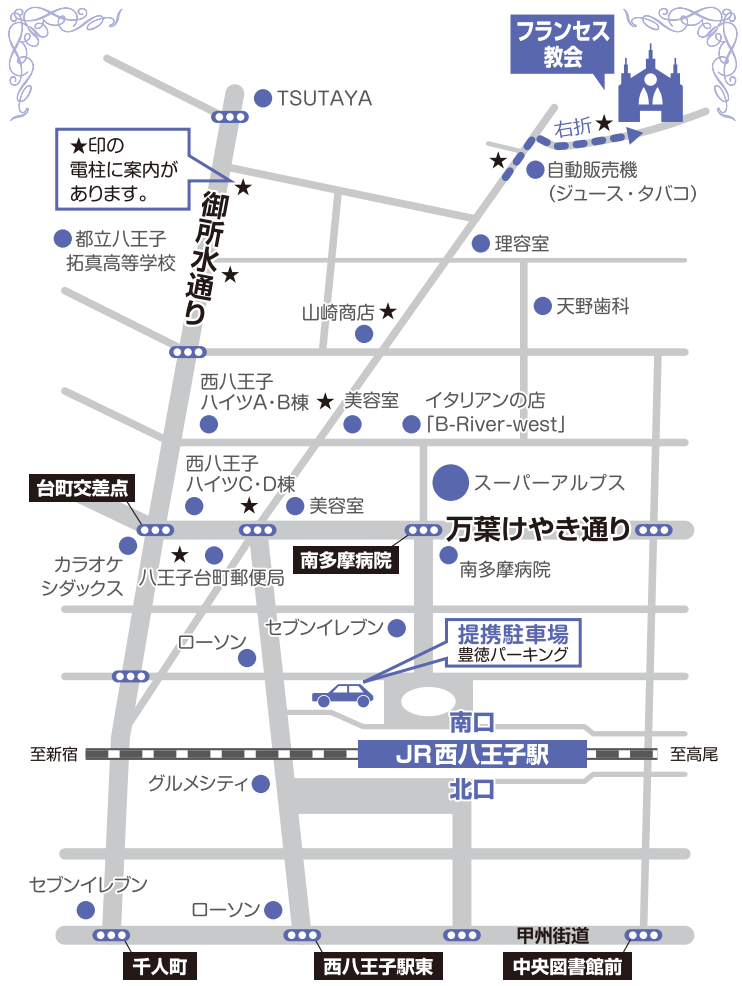 フランセス
教会
TSUTAYA
右折★
★印の
電柱に案内が
あります。
★
★
自動販売機
（ジュース・タバコ）
御所水通り
都立八王子
拓真高等学校
理容室
★
山崎商店★
天野歯科
西八王子
ハイツA・B棟★
美容室
イタリアンの店
「B-River-west」
西八王子
ハイツC・D棟
★
美容室
スーパーアルプス
台町交差点
万葉けやき通り
南多摩病院
カラオケ
シダックス
★
八王子台町郵便局
南多摩病院
セブンイレブン
ローソン
提携駐車場
豊徳パーキング
南口
至新宿
JR西八王子駅
至高尾
北口
グルメシティ
セブンイレブン
ローソン
甲州街道
千人町
西八王子駅東
中央図書館前